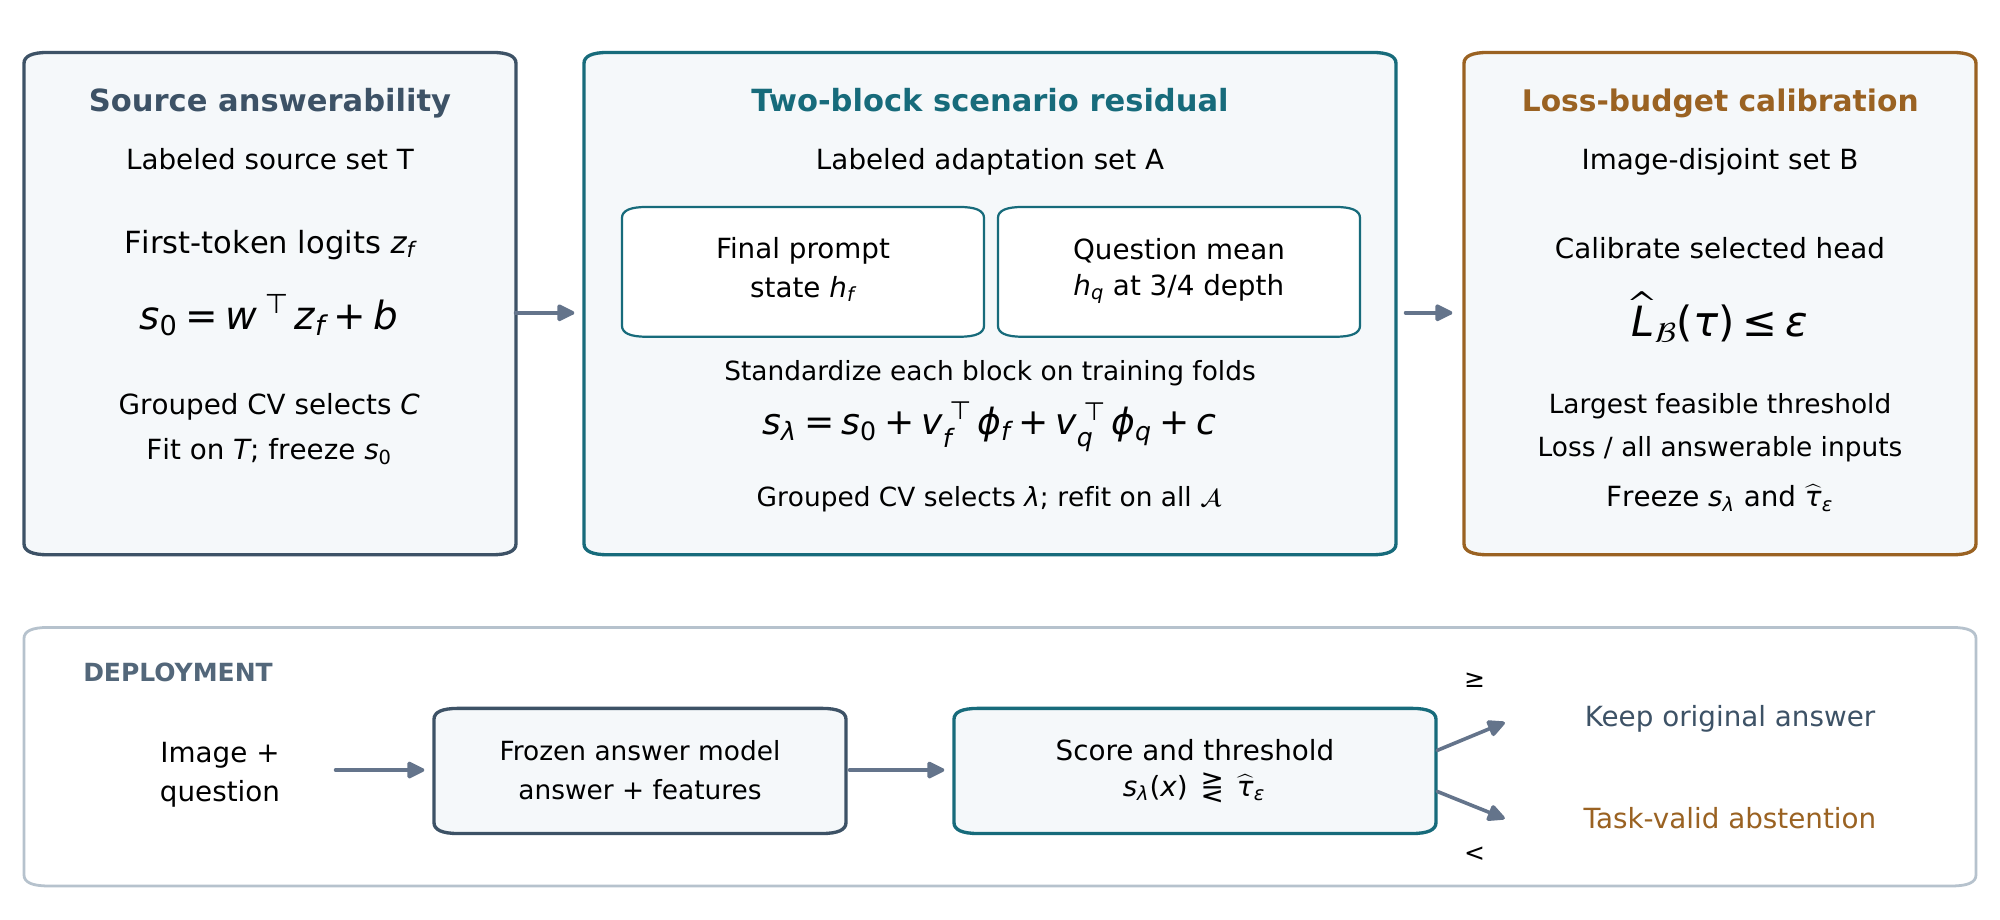 Source answerability
Labeled source set T
First-token logits z_f
s_0 = w^⊤ z_f + b
Grouped CV selects C
Fit on T; freeze s_0
Two-block scenario residual
Labeled adaptation set A
Final prompt
state h_f
Question mean
h_q at 3/4 depth
Standardize each block on training folds
s_λ = s_0 + v_f^⊤ ϕ_f + v_q^⊤ ϕ_q + c
Grouped CV selects λ; refit on all 𝒜
Loss-budget calibration
Image-disjoint set B
Calibrate selected head
L̂_ℬ(τ) ≤ ε
Largest feasible threshold
Loss / all answerable inputs
Freeze s_λ and τ̂_ε
DEPLOYMENT
Image +
question
Frozen answer model
answer + features
Score and threshold
s_λ(x) ⋛ τ̂_ε
≥
Keep original answer
Task-valid abstention
<